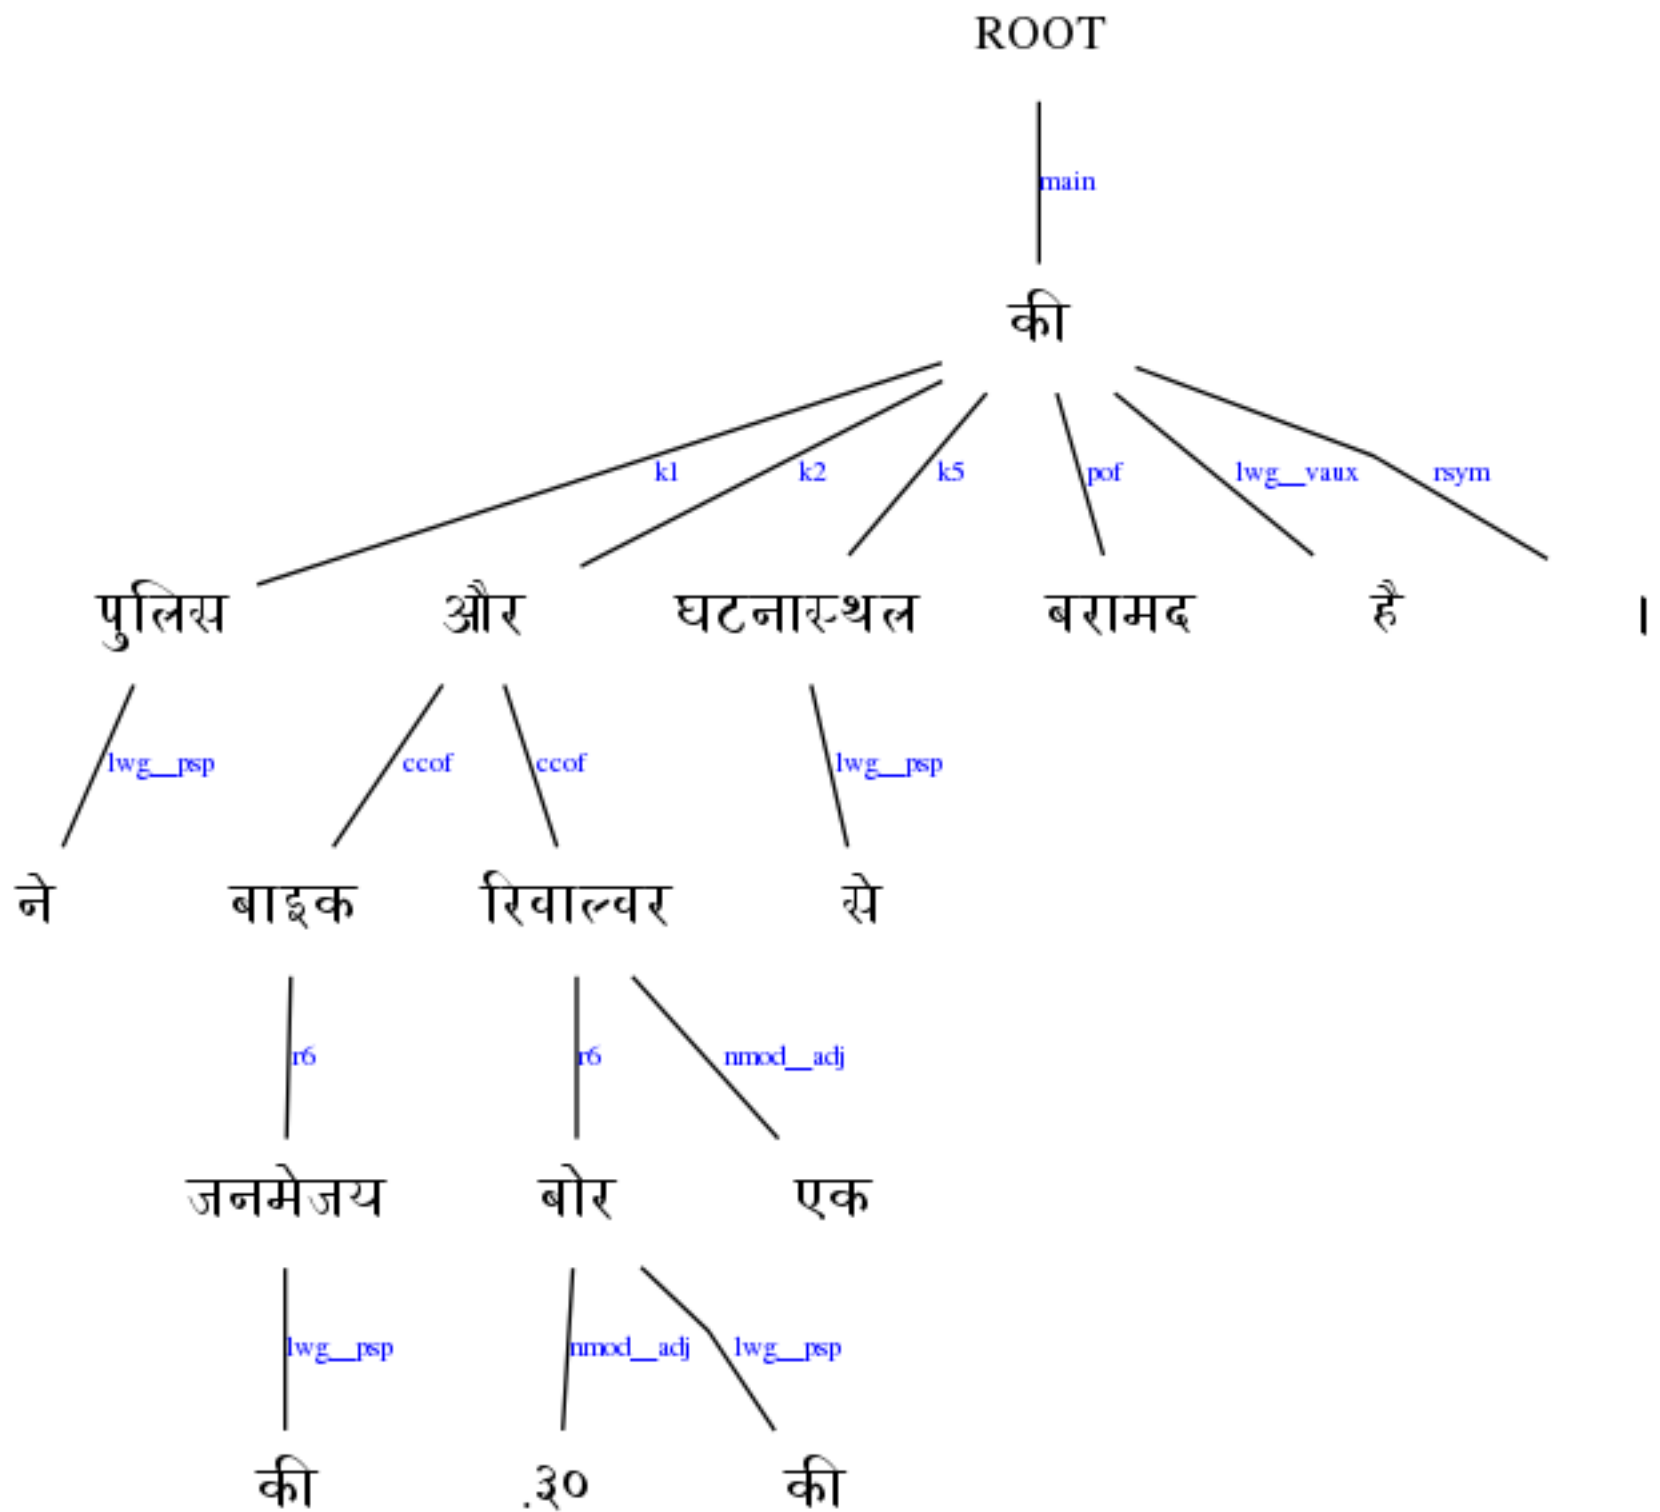 ROOT
main
की
k1 k2 k5 pof lwg__vaux rsym
पुलिस और घटनास्थल बरामद है ।
lwg__psp ccof ccof lwg__psp
ने बाइक रिवाल्वर से
r6 r6 nmod__adj
जनमेजय बोर एक
lwg__psp nmod__adj lwg__psp
की .३० की